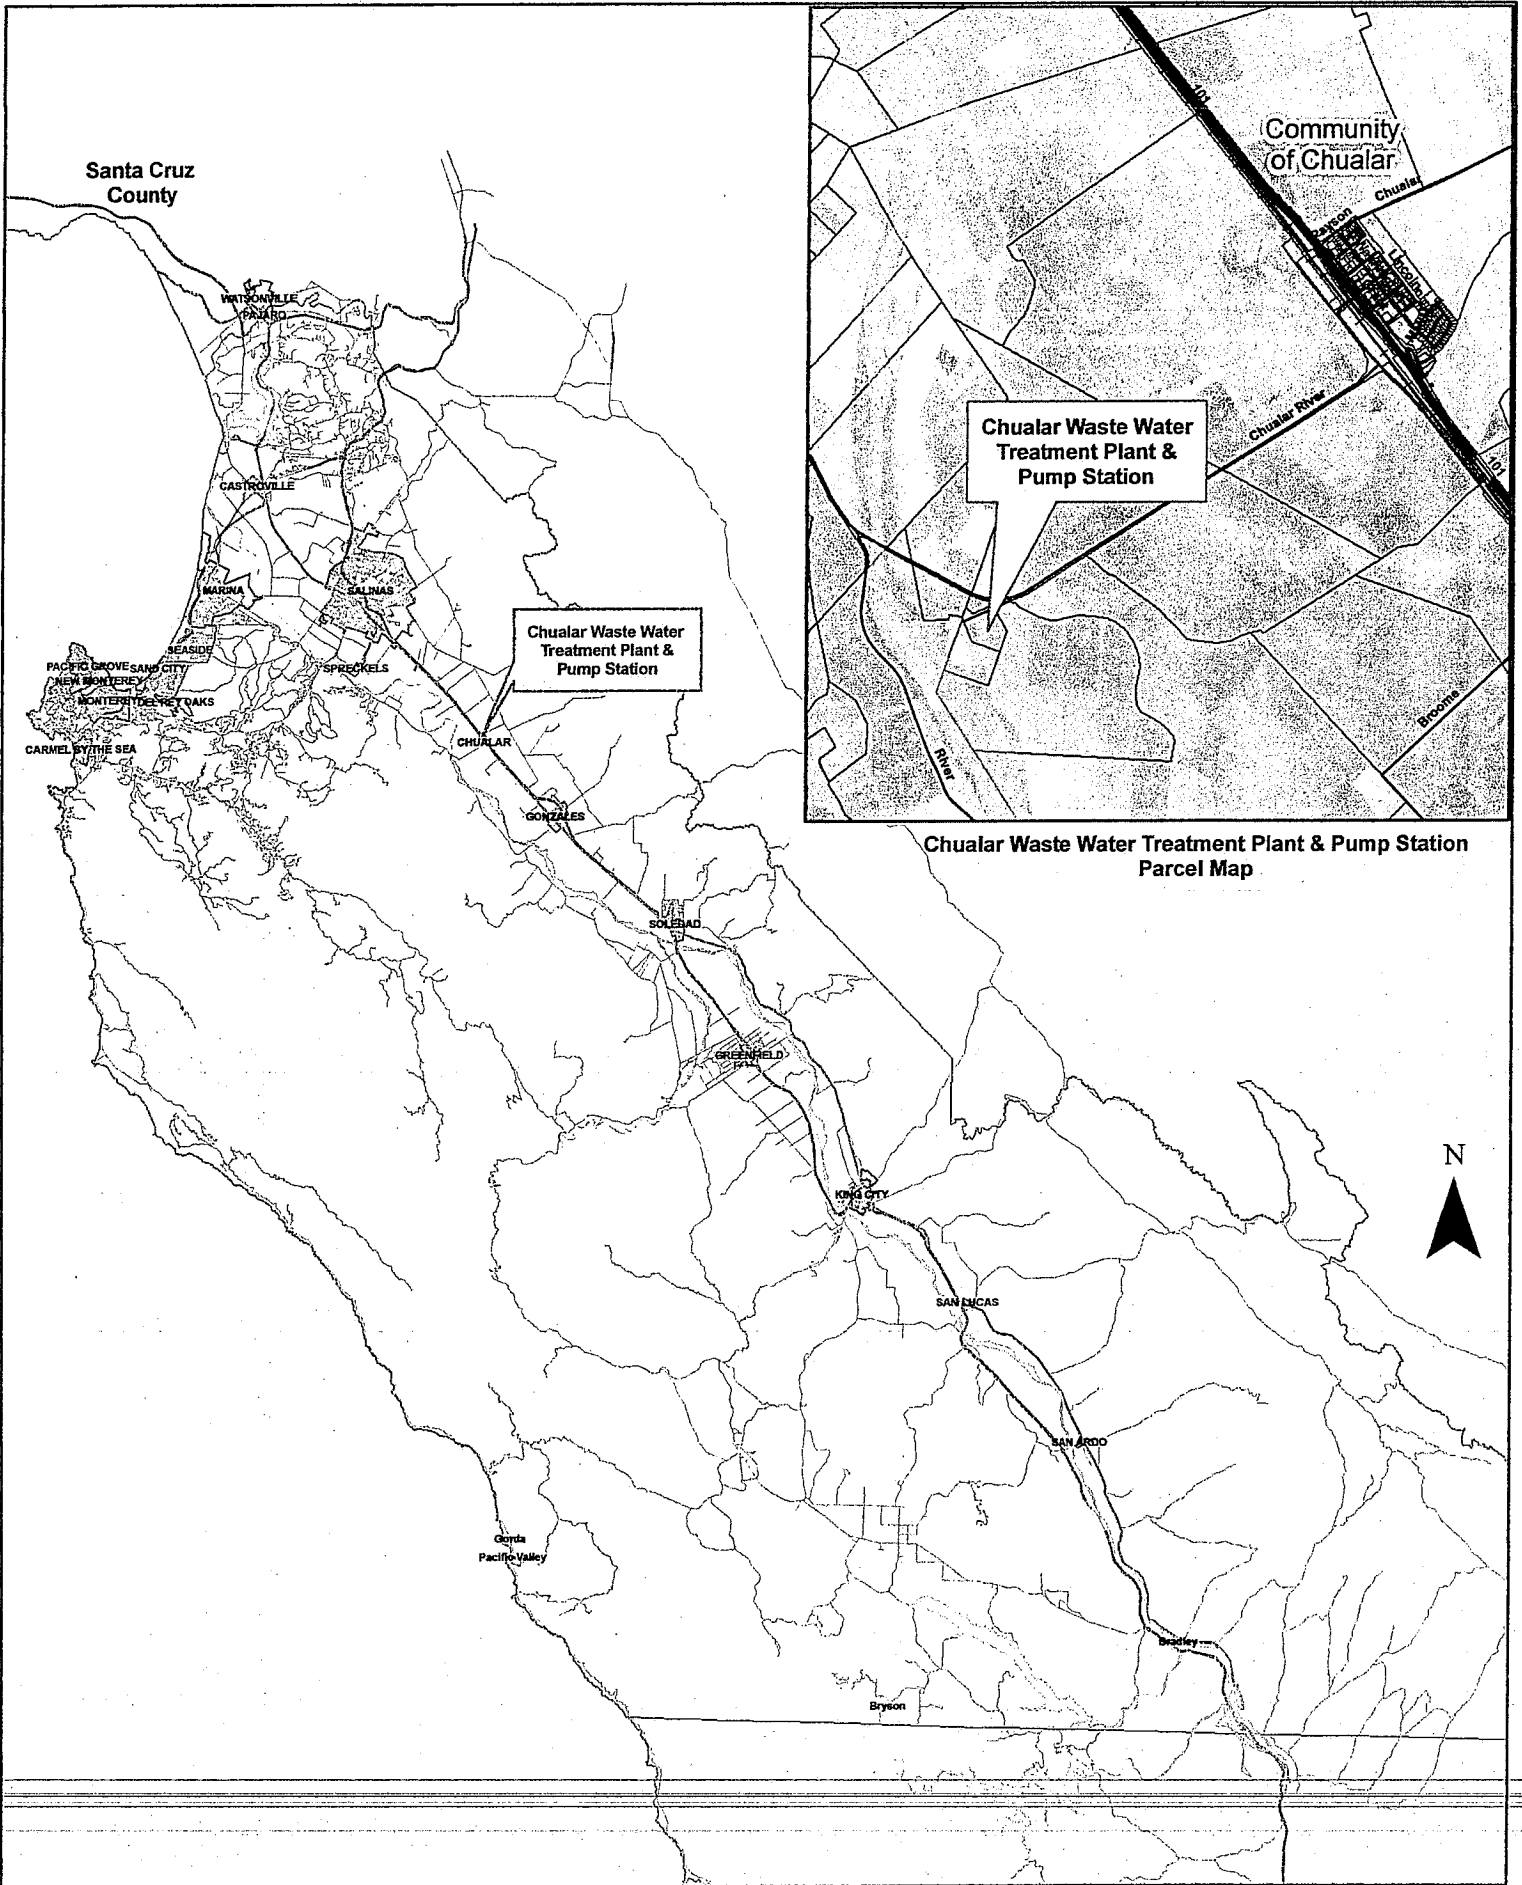 Santa Cruz
County
WATSONVILLE
PAJARO
CASTROVILLE
MARINA
SALINAS
SEASIDE
PACIFIC GROVE
SAND CITY
NEW MONTEREY
MONTEREY
DEL REY OAKS
SPRECKELS
CARMEL BY THE SEA
Chualar Waste Water
Treatment Plant &
Pump Station
CHUALAR
GONZALES
SOLEDAD
GREENFIELD
KING CITY
SAN LUCAS
SAN ARDO
Gorda
Pacific Valley
Bradley
Bryson
N
101
Community
of Chualar
Chualar
Payson
Lincoln
Chualar River
101
Chualar Waste Water
Treatment Plant &
Pump Station
Broome
River
Chualar Waste Water Treatment Plant & Pump Station
Parcel Map